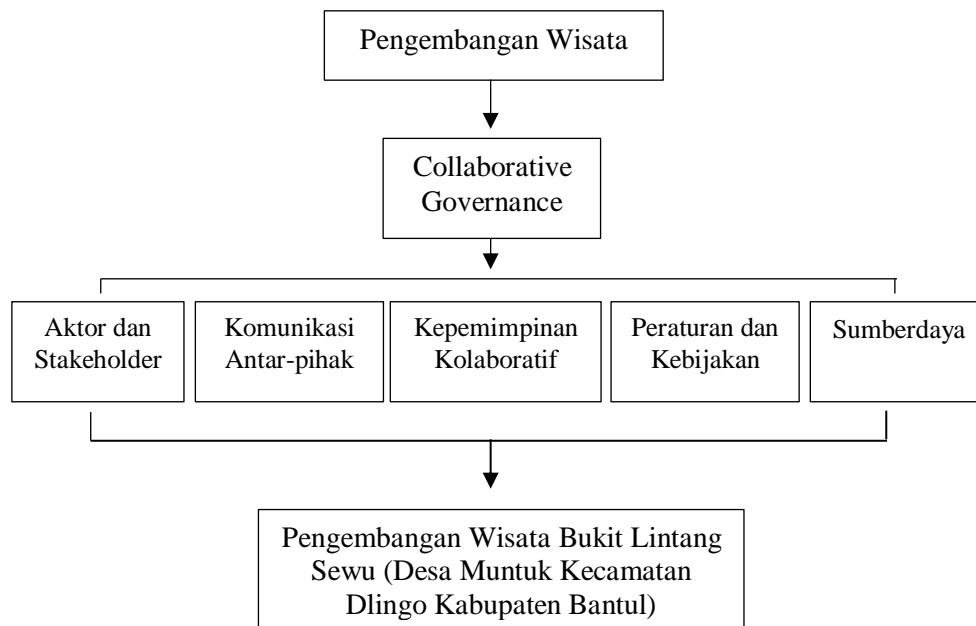 Pengembangan Wisata
Collaborative
Governance
Aktor dan
Stakeholder
Komunikasi
Antar-pihak
Kepemimpinan
Kolaboratif
Peraturan dan
Kebijakan
Sumberdaya
Pengembangan Wisata Bukit Lintang
Sewu (Desa Muntuk Kecamatan
Dlingo Kabupaten Bantul)